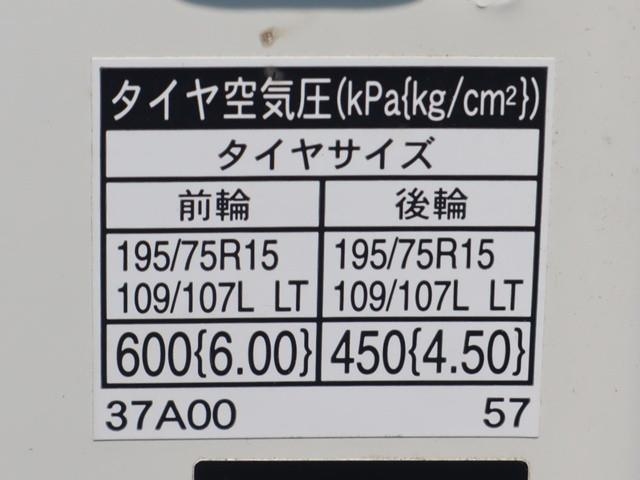 タイヤ空気圧(kPa{kg/cm²})
タイヤサイズ
前輪 後輪
195/75R15 195/75R15
109/107L LT 109/107L LT
600{6.00} 450{4.50}
37A00 57